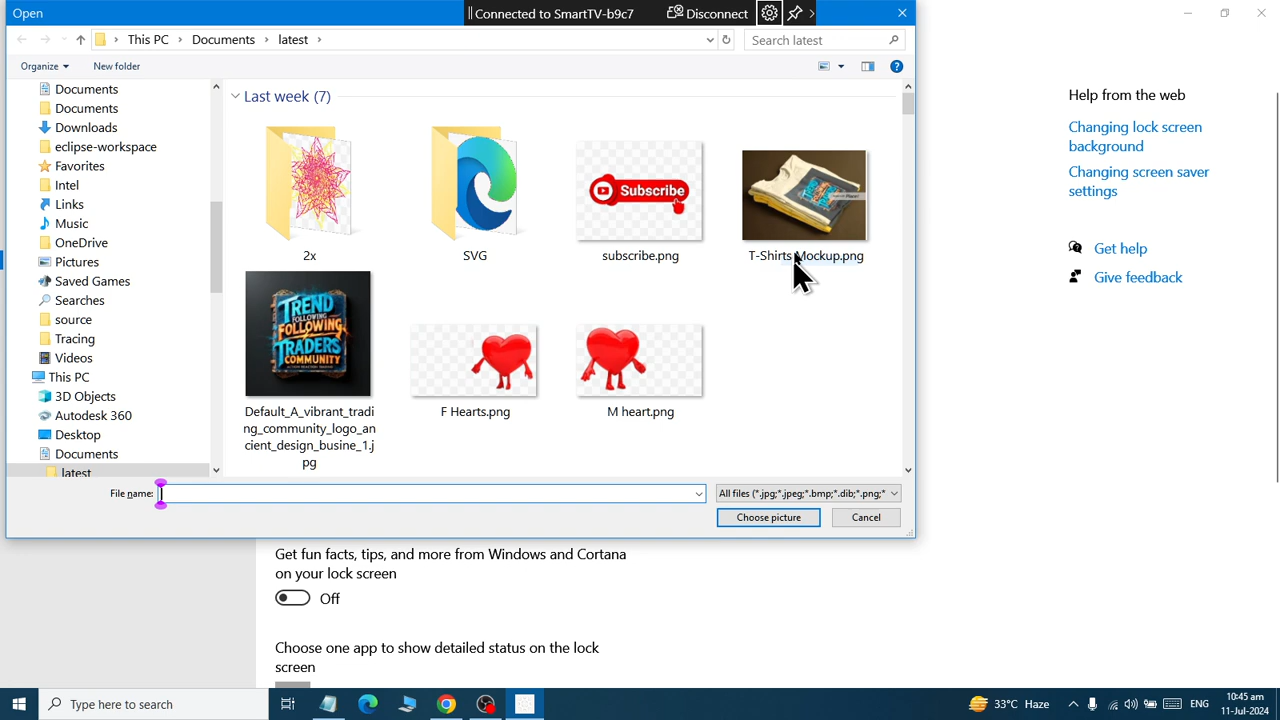 Open
Connected to SmartTV-b9c7
Disconnect
This PC
Documents
latest
Search latest
Organize
New folder
Documents
Documents
Downloads
eclipse-workspace
Favorites
Intel
Links
Music
OneDrive
Pictures
Saved Games
Searches
source
Tracing
Videos
This PC
3D Objects
Autodesk 360
Desktop
Documents
latest
Last week (7)
Subscribe
2x
SVG
subscribe.png
T-Shirts Mockup.png
TREND
FOLLOWING
TRADERS
COMMUNITY
Default_A_vibrant_tradi
ng_community_logo_an
cient_design_busine_1.j
pg
F Hearts.png
M heart.png
File name:
All files (*.jpg;*.jpeg;*.bmp;*.dib;*.png;*
Choose picture
Cancel
Get fun facts, tips, and more from Windows and Cortana
on your lock screen
Off
Choose one app to show detailed status on the lock
screen
Help from the web
Changing lock screen
background
Changing screen saver
settings
Get help
Give feedback
Type here to search
33°C Haze
ENG
10:45 am
11-Jul-2024